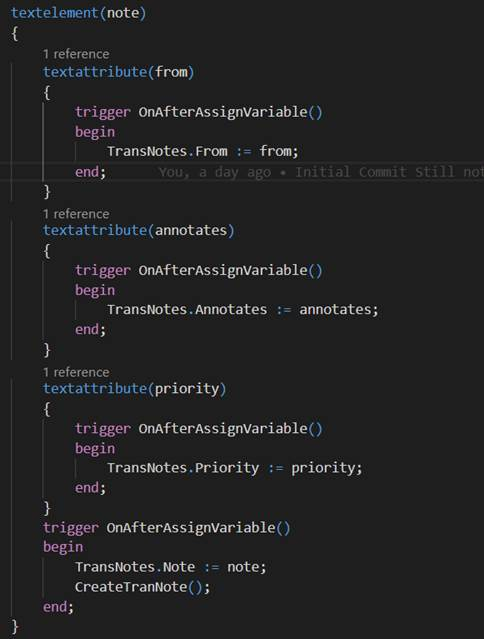 textelement(note)
{
    1 reference
    textattribute(from)
    {
        trigger OnAfterAssignVariable()
        begin
            TransNotes.From := from;
        end;      You, a day ago • Initial Commit Still
    }
    1 reference
    textattribute(annotates)
    {
        trigger OnAfterAssignVariable()
        begin
            TransNotes.Annotates := annotates;
        end;
    }
    1 reference
    textattribute(priority)
    {
        trigger OnAfterAssignVariable()
        begin
            TransNotes.Priority := priority;
        end;
    }
    trigger OnAfterAssignVariable()
    begin
        TransNotes.Note := note;
        CreateTranNote();
    end;
}